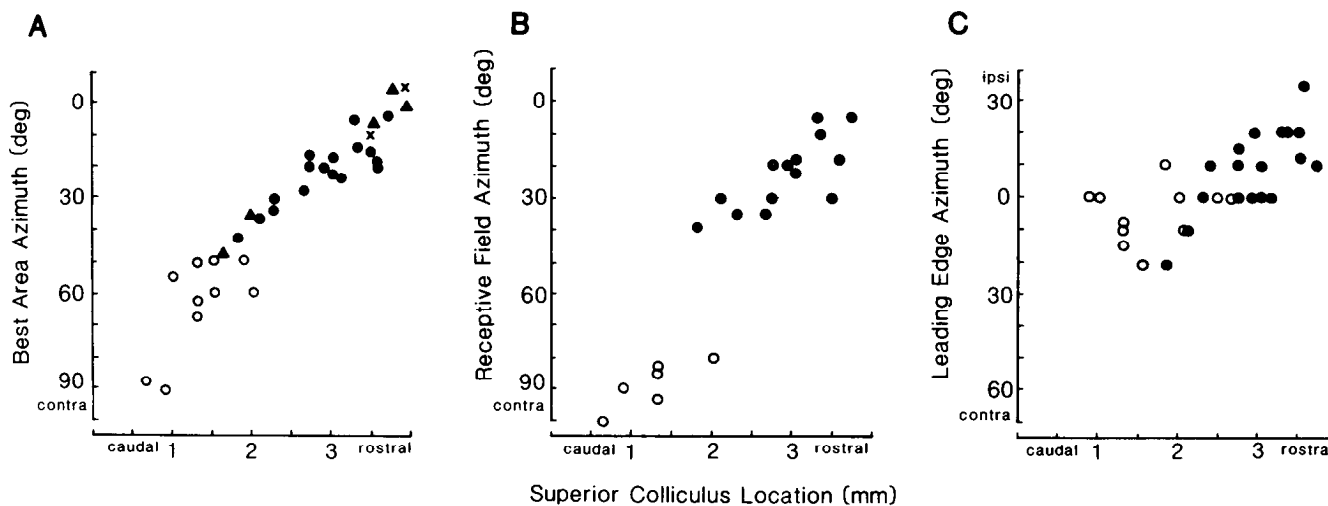 A
Best Area Azimuth (deg)
0
30
60
90
contra
caudal 1 2 rostral
B
Receptive Field Azimuth (deg)
0
30
60
90
contra
caudal 1 2 3 rostral
C
Leading Edge Azimuth (deg)
ipsi
30
0
30
60
contra
caudal 1 2 3 rostra
Superior Colliculus Location (mm)